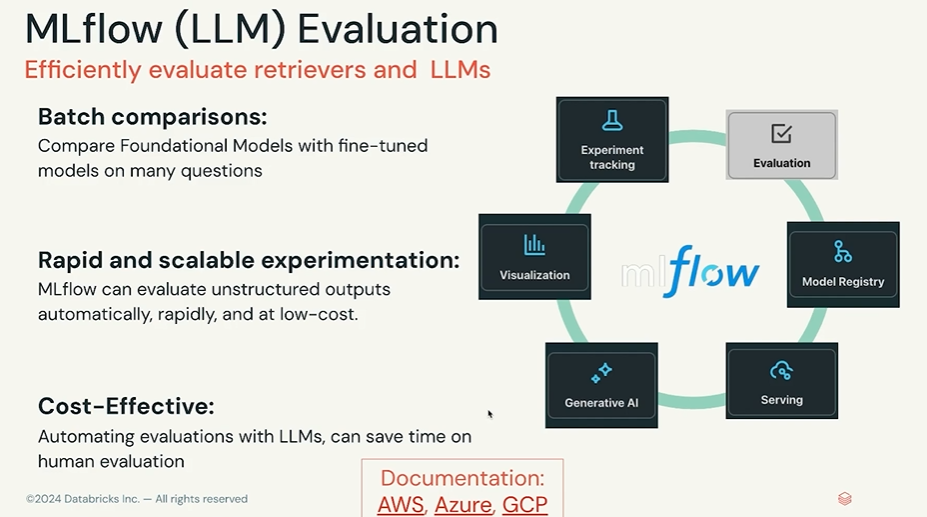 MLflow (LLM) Evaluation
Efficiently evaluate retrievers and LLMs
Batch comparisons:
Compare Foundational Models with fine-tuned
models on many questions
Rapid and scalable experimentation:
MLflow can evaluate unstructured outputs
automatically, rapidly, and at low-cost.
Cost-Effective:
Automating evaluations with LLMs, can save time on
human evaluation
Experiment
tracking
Evaluation
Visualization
mlflow
Model Registry
Generative AI
Serving
Documentation:
AWS, Azure, GCP
©2024 Databricks Inc. — All rights reserved